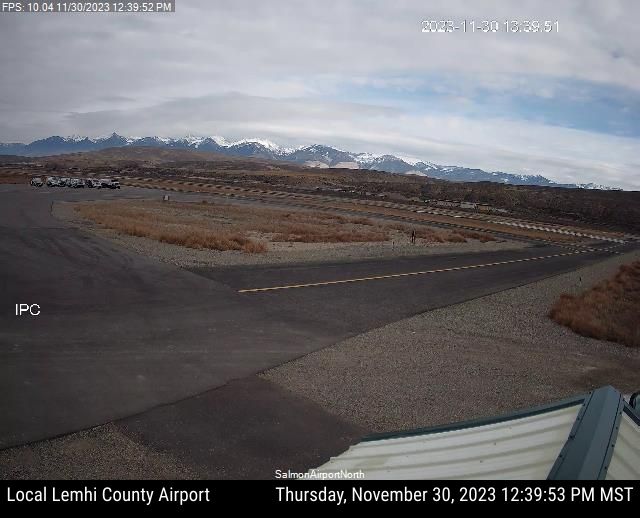 FPS: 10.04 11/30/2023 12:39:52 PM
2023-11-30 13:39:51
IPC
SalmonAirportNorth
Local Lemhi County Airport Thursday, November 30, 2023 12:39:53 PM MST